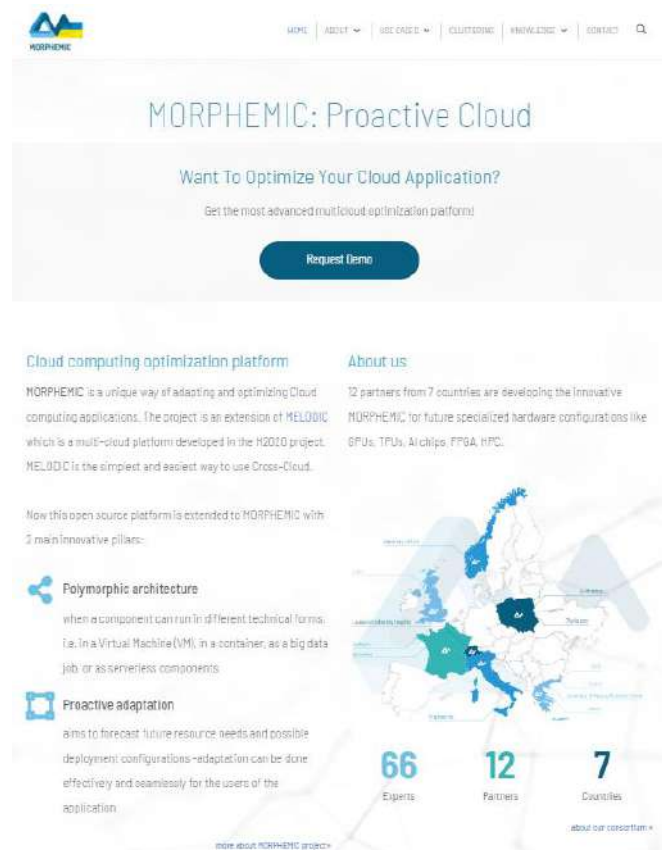 MORPHEMIC
HOME
ABOUT
USE CASES
CLUSTERING
KNOWLEDGE
CONTACT
MORPHEMIC: Proactive Cloud
Want To Optimize Your Cloud Application?
Get the most advanced multicloud optimization platform!
Request Demo
Cloud computing optimization platform
MORPHEMIC is a unique way of adapting and optimizing Cloud
computing applications. The project is an extension of MELODIC
which is a multi-cloud platform developed in the H2020 project.
MELODIC is the simplest and easiest way to use Cross-Cloud.
Now this open source platform is extended to MORPHEMIC with
2 main innovative pillars:
Polymorphic architecture
when a component can run in different technical forms,
i.e. in a Virtual Machine (VM), in a container, as a big data
job, or as serverless components
Proactive adaptation
aims to forecast future resource needs and possible
deployment configurations -adaptation can be done
effectively and seamlessly for the users of the
application
more about MORPHEMIC project»
About us
12 partners from 7 countries are developing the innovative
MORPHEMIC for future specialized hardware configurations like
GPUs, TPUs, AI chips, FPGA, HPC.
66
Experts
12
Partners
7
Countries
about our consortium »